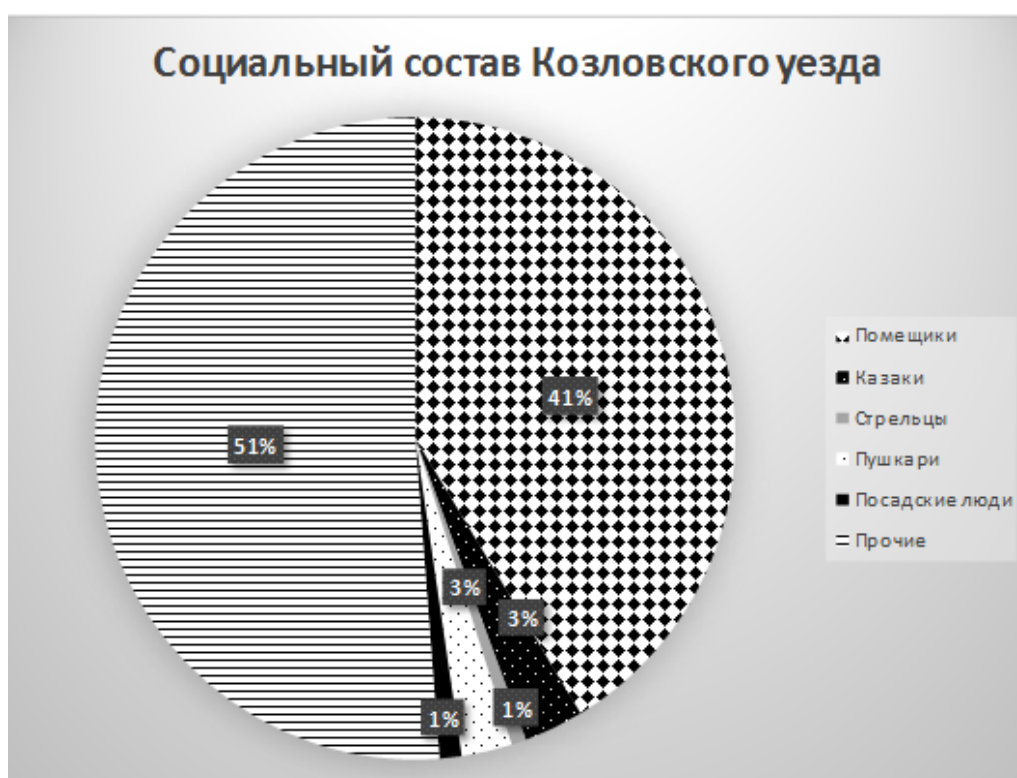 Социальный состав Козловского уезда
41%
51%
3%
3%
1%
1%
Помещики
Казаки
Стрельцы
Пушкари
Посадские люди
Прочие